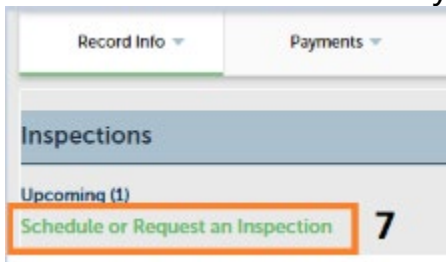 Record Info Payments
Inspections
Upcoming (1)
Schedule or Request an Inspection 7